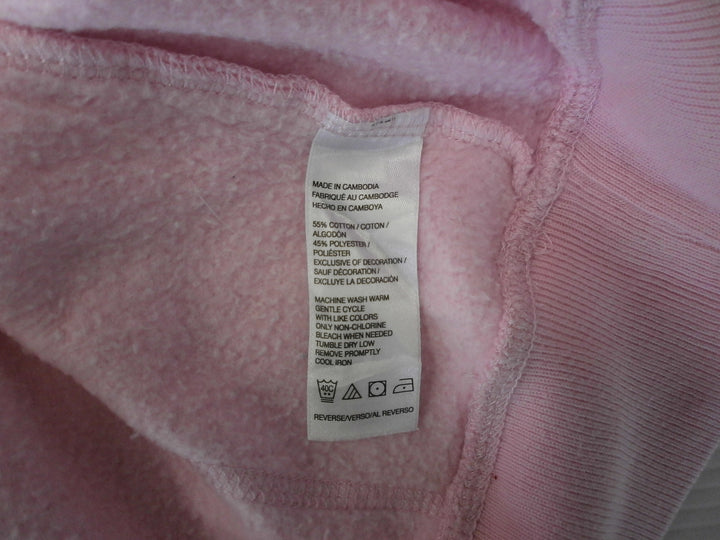 MADE IN CAMBODIA
FABRIQUÉ AU CAMBODGE
HECHO EN CAMBOYA
55% COTTON / COTON /
ALGODÓN
45% POLYESTER /
POLIÉSTER
EXCLUSIVE OF DECORATION /
SAUF DÉCORATION /
EXCLUYE LA DECORACIÓN
MACHINE WASH WARM
GENTLE CYCLE
WITH LIKE COLORS
ONLY NON-CHLORINE
BLEACH WHEN NEEDED
TUMBLE DRY LOW
REMOVE PROMPTLY
COOL IRON
40C
REVERSE/VERSO/AL REVERSO